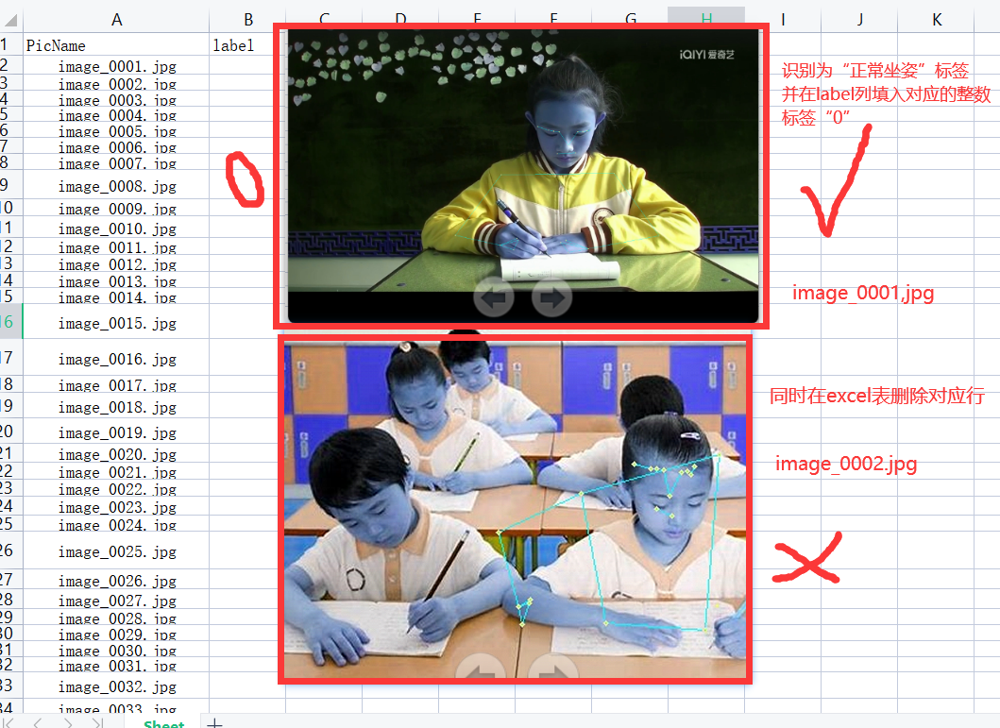 A B C D E F G H I J K
1 PicName label
2 image_0001.jpg
3 image_0002.jpg
4 image_0003.jpg
5 image_0004.jpg
6 image_0005.jpg
7 image_0006.jpg
8 image_0007.jpg
9 image_0008.jpg
10 image_0009.jpg
11 image_0010.jpg
12 image_0011.jpg
13 image_0012.jpg
14 image_0013.jpg
15 image_0014.jpg
16 image_0015.jpg
17 image_0016.jpg
18 image_0017.jpg
19 image_0018.jpg
20 image_0019.jpg
21 image_0020.jpg
22 image_0021.jpg
23 image_0022.jpg
24 image_0023.jpg
25 image_0024.jpg
26 image_0025.jpg
27 image_0026.jpg
28 image_0027.jpg
29 image_0028.jpg
30 image_0029.jpg
31 image_0030.jpg
32 image_0031.jpg
33 image_0032.jpg
34 image_0033.jpg
Sheet
0
iQIYI 爱奇艺
识别为“正常坐姿”标签
并在label列填入对应的整数
标签“0”
image_0001,jpg
同时在excel表删除对应行
image_0002.jpg